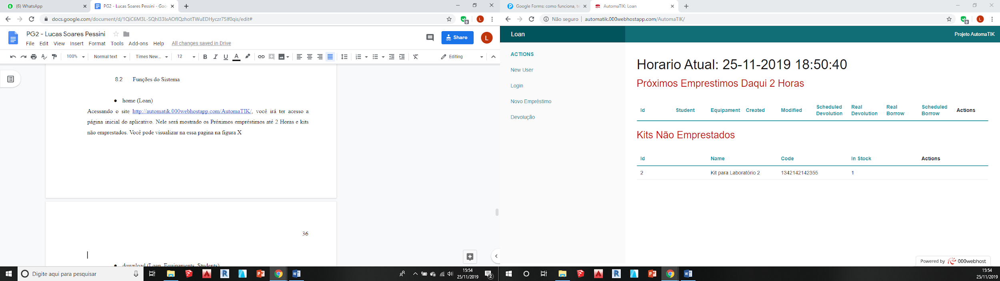 (6) WhatsApp
PG2 - Lucas Soares Pessini - Goo
docs.google.com/document/d/1QiC6M3L-SQhI33IxAOflQzhotTWuEDHyczr75If0qis/edit#
PG2 - Lucas Soares Pessini
File Edit View Insert Format Tools Add-ons Help All changes saved in Drive
Share
L
100% Normal text Times New... 12 B I U A Editing
8.2 Funções do Sistema
● home (Loan)
Acessando o site http://automatik.000webhostapp.com/AutomaTIK/, você irá ter acesso a
página inicial do aplicativo. Nele será mostrado os Próximos empréstimos até 2 Horas e kits
não emprestados. Você pode visualizar na essa pagina na figura X
36
● download (Loan, Equipaments, Students)
Digite aqui para pesquisar
15:54
25/11/2019
2
Google Forms: como funciona, te
AutomaTIK: Loan
Não seguro | automatik.000webhostapp.com/AutomaTIK/
Loan
Projeto AutomaTIK
ACTIONS
New User
Login
Novo Empréstimo
Devolução
Horario Atual: 25-11-2019 18:50:40
Próximos Emprestimos Daqui 2 Horas
Id Student Equipament Created Modified Scheduled Devolution Real Devolution Real Borrow Scheduled Borrow Actions
Kits Não Emprestados
Id Name Code In Stock Actions
2 Kit para Laboratório 2 1342142142355 1
Powered by 000webhost
15:54
25/11/2019